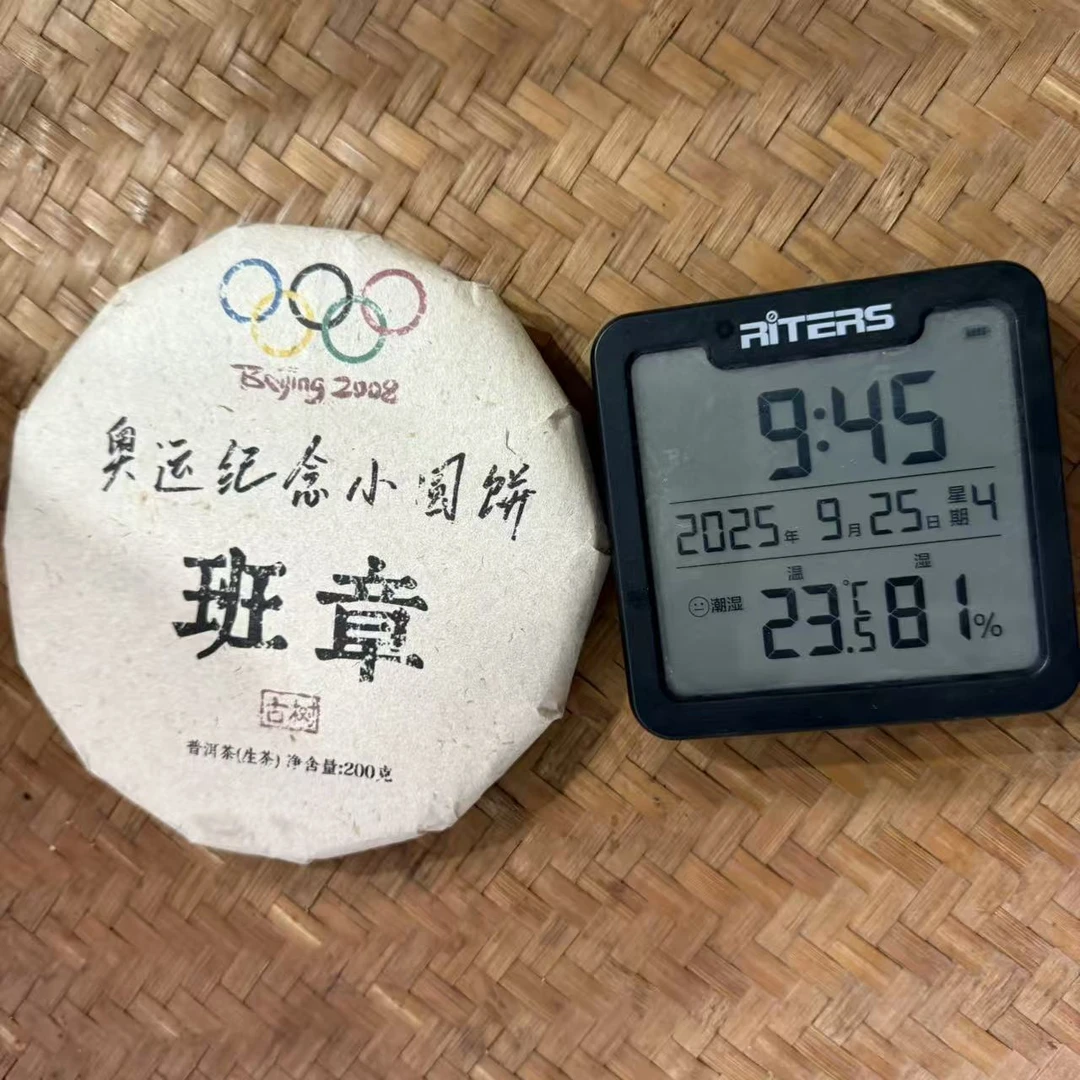 Beijing 2008
奥运纪念小圆饼
班章
古树
普洱茶(生茶) 净含量:200克
RITERS
9:45
2025年 9月25日 星期4
温 湿
潮湿 23.5℃ 81%